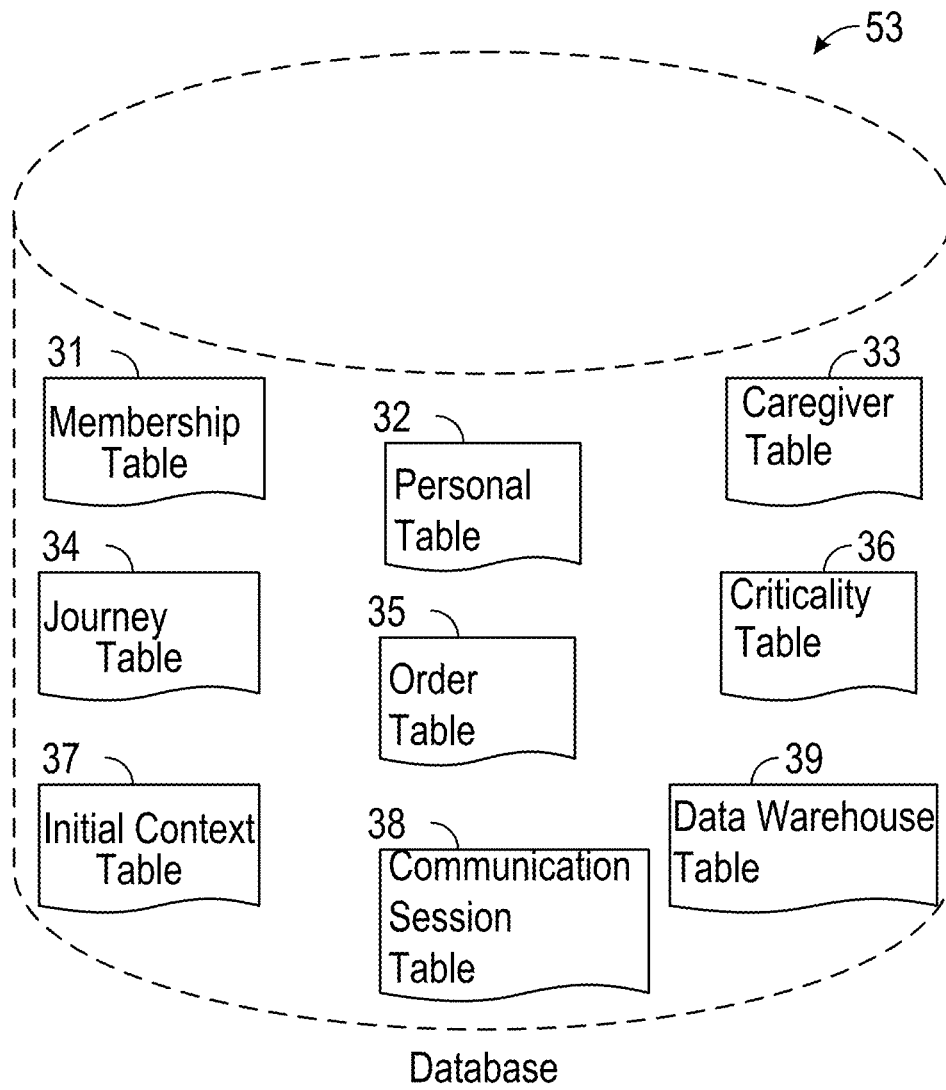 53
31
Membership
Table
32
Personal
Table
33
Caregiver
Table
34
Journey
Table
35
Order
Table
36
Criticality
Table
37
Initial Context
Table
38
Communication
Session
Table
39
Data Warehouse
Table
Database